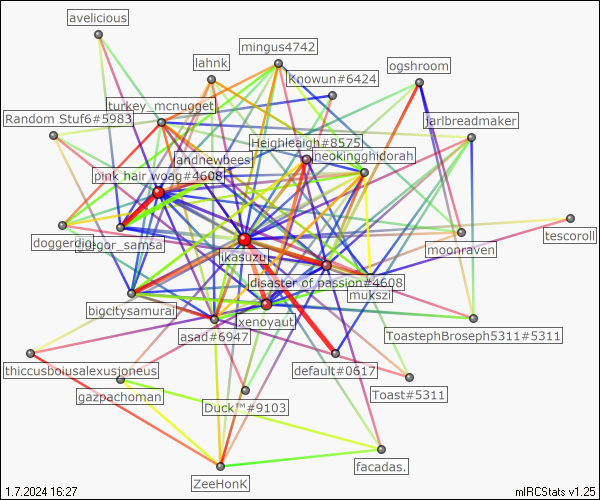 avelicious
mingus4742
lahnk
ogshroom
Knowun#6424
turkey_mcnugget
Random Stuf6#5983
jarlbreadmaker
Heighleaigh#8575
landnewbees
neokingghidorah
pink hair woag#4608
doggerdigi
gregor_samsa
tescoroll
moonraven
ikasuzu
disaster of passion#4608
mukszi
bigcitysamurai
xenoyaut
asad#6947
ToastephBroseph5311#5311
thiccusboiusalexusjoneus
default#0617
gazpachoman
Toast#5311
Duck™#9103
facadas.
ZeeHonK
1.7.2024 16:27
mIRCStats v1.25